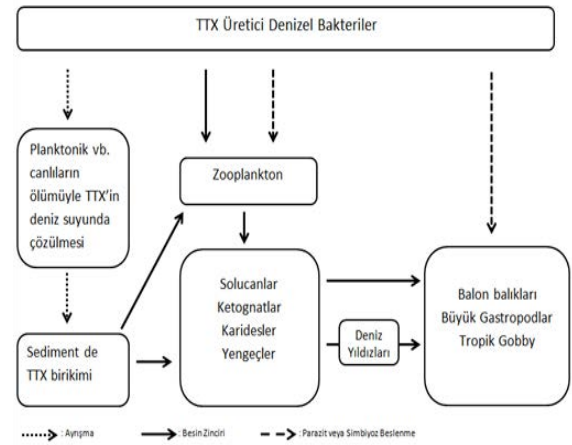 TTX Üretici Denizel Bakteriler
Planktonik vb.
canlıların
ölümüyle TTX'in
deniz suyunda
çözülmesi
Zooplankton
Solucanlar
Ketognatlar
Karidesler
Yengeçler
Deniz
Yıldızları
Balon balıkları
Büyük Gastropodlar
Tropik Gobby
Sediment de
TTX birikimi
: Ayrışma
: Besin Zinciri
: Parazit veya Simbiyoz Beslenme